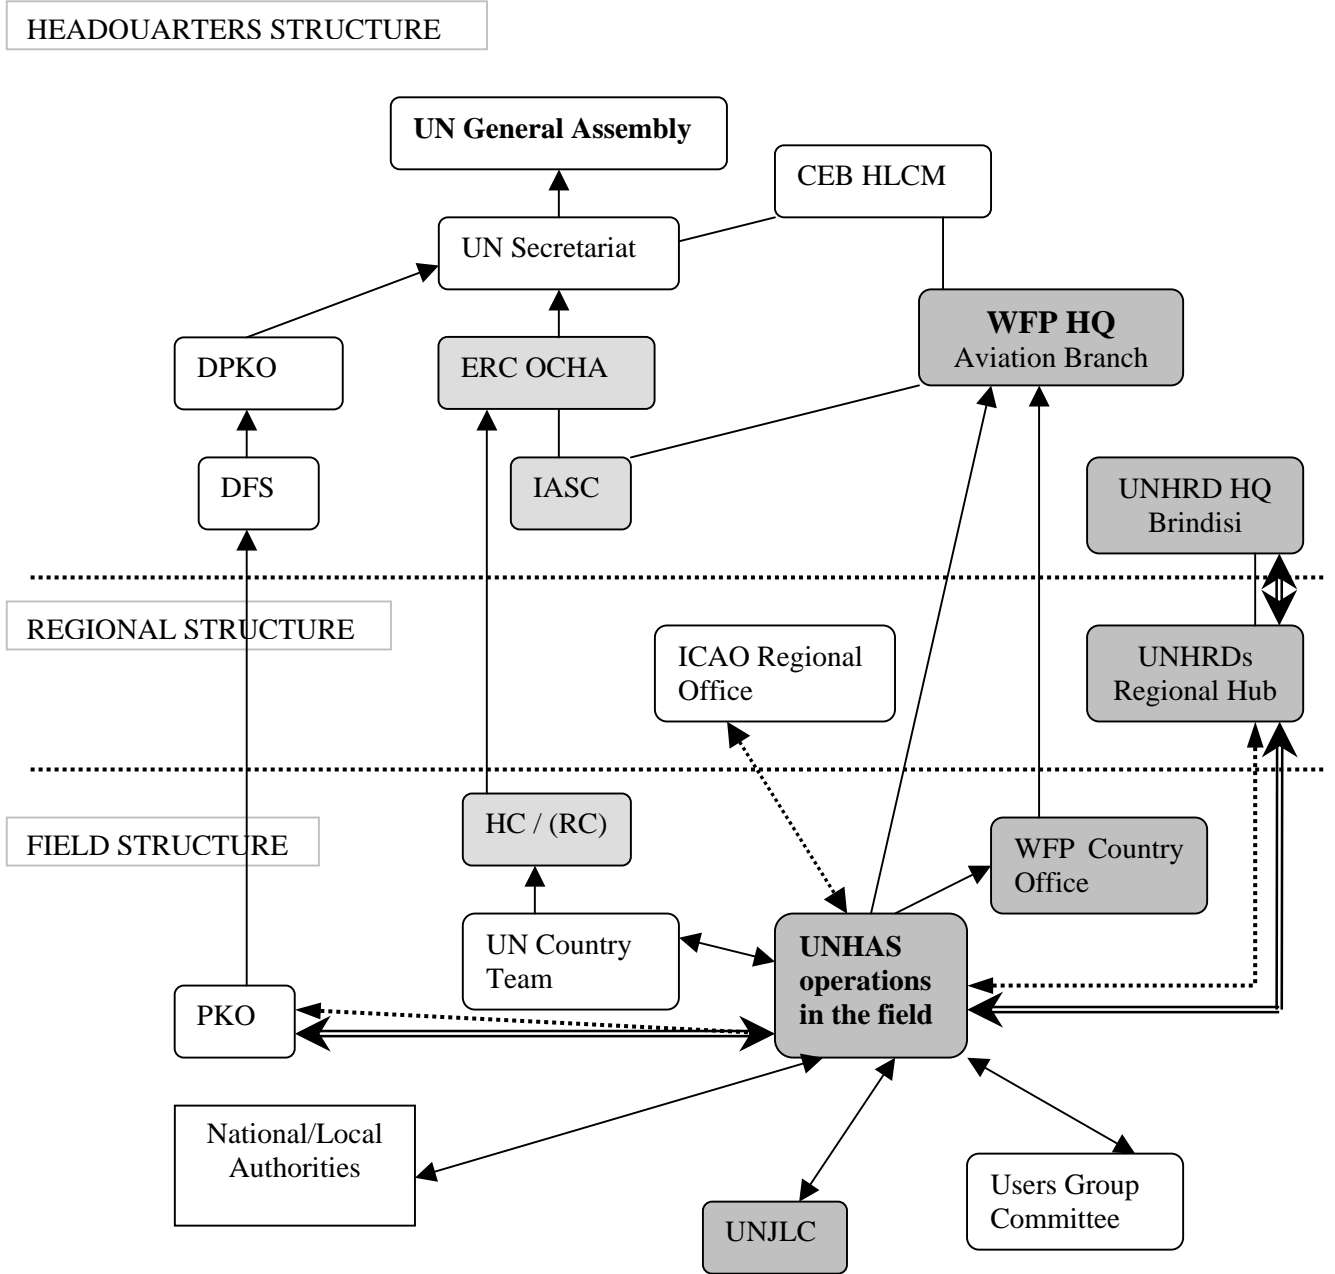 HEADOUARTERS STRUCTURE
UN General Assembly
CEB HLCM
UN Secretariat
WFP HQ
Aviation Branch
DPKO
ERC OCHA
DFS
IASC
UNHRD HQ
Brindisi
REGIONAL STRUCTURE
ICAO Regional
Office
UNHRDs
Regional Hub
FIELD STRUCTURE
HC / (RC)
WFP Country
Office
UN Country
Team
UNHAS
operations
in the field
PKO
National/Local
Authorities
Users Group
Committee
UNJLC